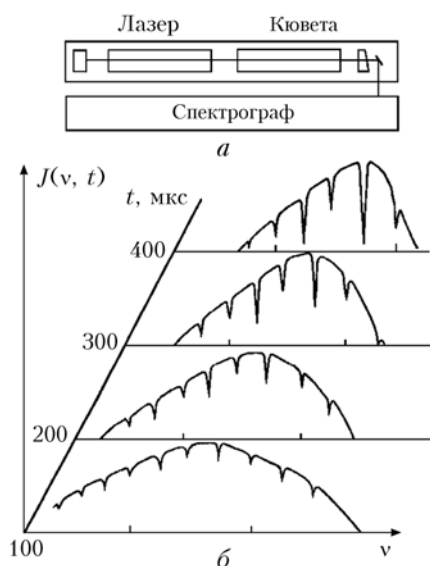 Лазер Кювета
Спектрограф
а
J(ν, t)
t, мкс
400
300
200
100
б
ν